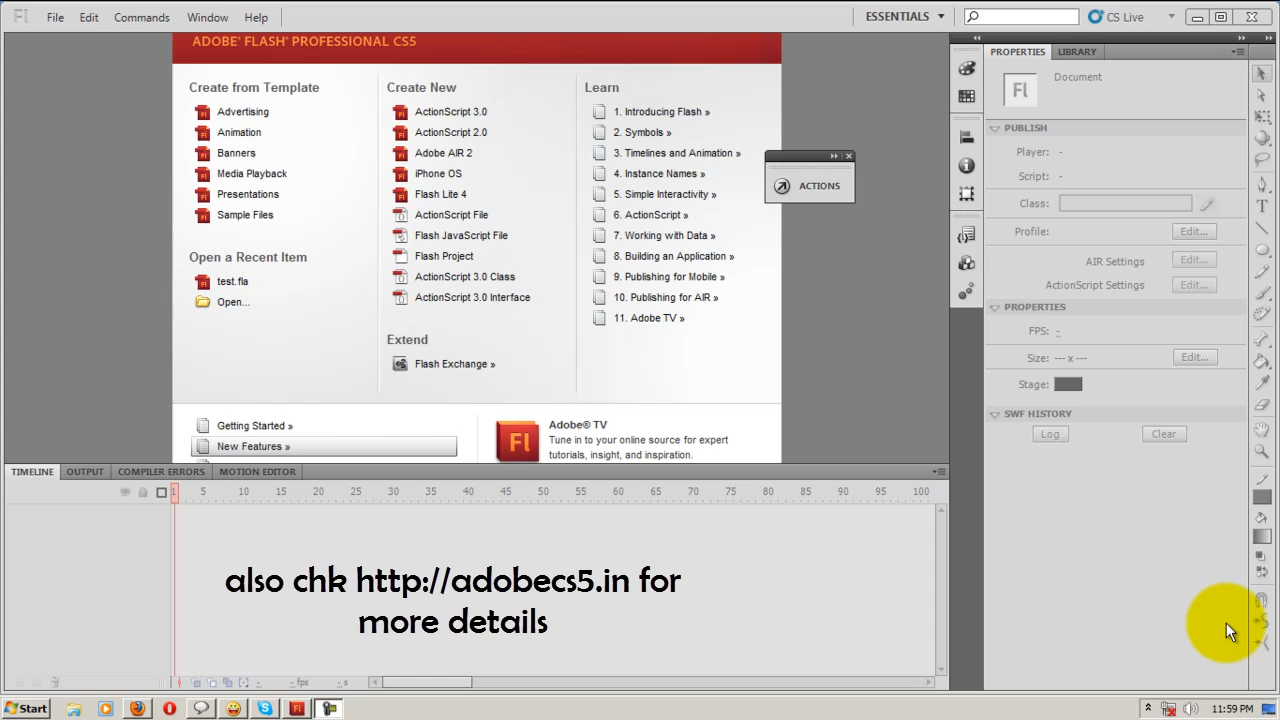 Fl File Edit Commands Window Help ESSENTIALS CS Live
ADOBE® FLASH® PROFESSIONAL CS5
Create from Template
Advertising
Animation
Banners
Media Playback
Presentations
Sample Files
Open a Recent Item
test.fla
Open...
Create New
ActionScript 3.0
ActionScript 2.0
Adobe AIR 2
iPhone OS
Flash Lite 4
ActionScript File
Flash JavaScript File
Flash Project
ActionScript 3.0 Class
ActionScript 3.0 Interface
Extend
Flash Exchange »
Learn
1. Introducing Flash »
2. Symbols »
3. Timelines and Animation »
4. Instance Names »
5. Simple Interactivity »
6. ActionScript »
7. Working with Data »
8. Building an Application »
9. Publishing for Mobile »
10. Publishing for AIR »
11. Adobe TV »
Getting Started »
New Features »
Fl
Adobe® TV
Tune in to your online source for expert
tutorials, insight, and inspiration.
ACTIONS
PROPERTIES LIBRARY
Fl Document
PUBLISH
Player: -
Script: -
Class:
Profile: Edit...
AIR Settings Edit...
ActionScript Settings Edit...
PROPERTIES
FPS: -
Size: --- x --- Edit...
Stage:
SWF HISTORY
Log Clear
TIMELINE OUTPUT COMPILER ERRORS MOTION EDITOR
1 5 10 15 20 25 30 35 40 45 50 55 60 65 70 75 80 85 90 95 100
also chk http://adobecs5.in for
more details
- - fps - s
Start 11:59 PM